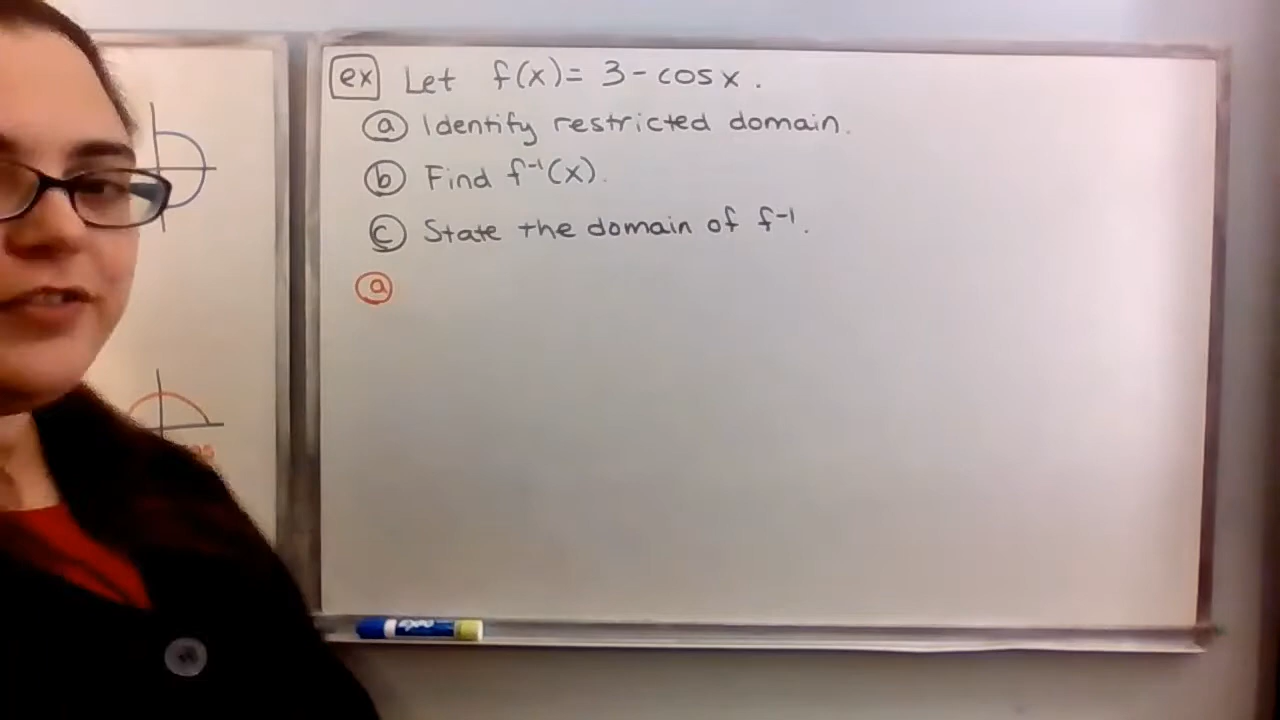 ex Let f(x) = 3 - cos x.
a Identify restricted domain.
b Find f⁻¹(x).
c State the domain of f⁻¹.
a